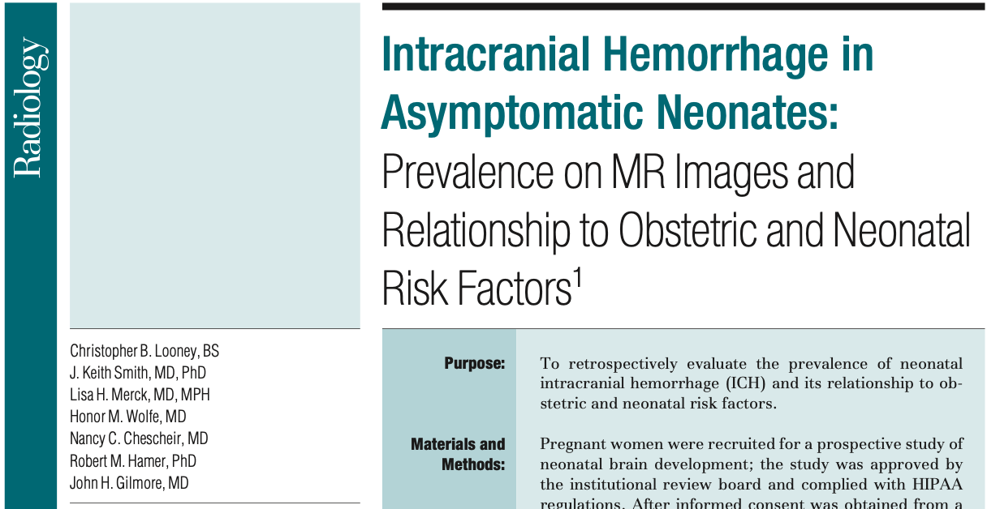 Radiology
Intracranial Hemorrhage in
Asymptomatic Neonates:
Prevalence on MR Images and
Relationship to Obstetric and Neonatal
Risk Factors¹
Christopher B. Looney, BS
J. Keith Smith, MD, PhD
Lisa H. Merck, MD, MPH
Honor M. Wolfe, MD
Nancy C. Chescheir, MD
Robert M. Hamer, PhD
John H. Gilmore, MD
Purpose:
To retrospectively evaluate the prevalence of neonatal
intracranial hemorrhage (ICH) and its relationship to ob-
stetric and neonatal risk factors.
Materials and
Methods:
Pregnant women were recruited for a prospective study of
neonatal brain development; the study was approved by
the institutional review board and complied with HIPAA
regulations. After informed consent was obtained from a